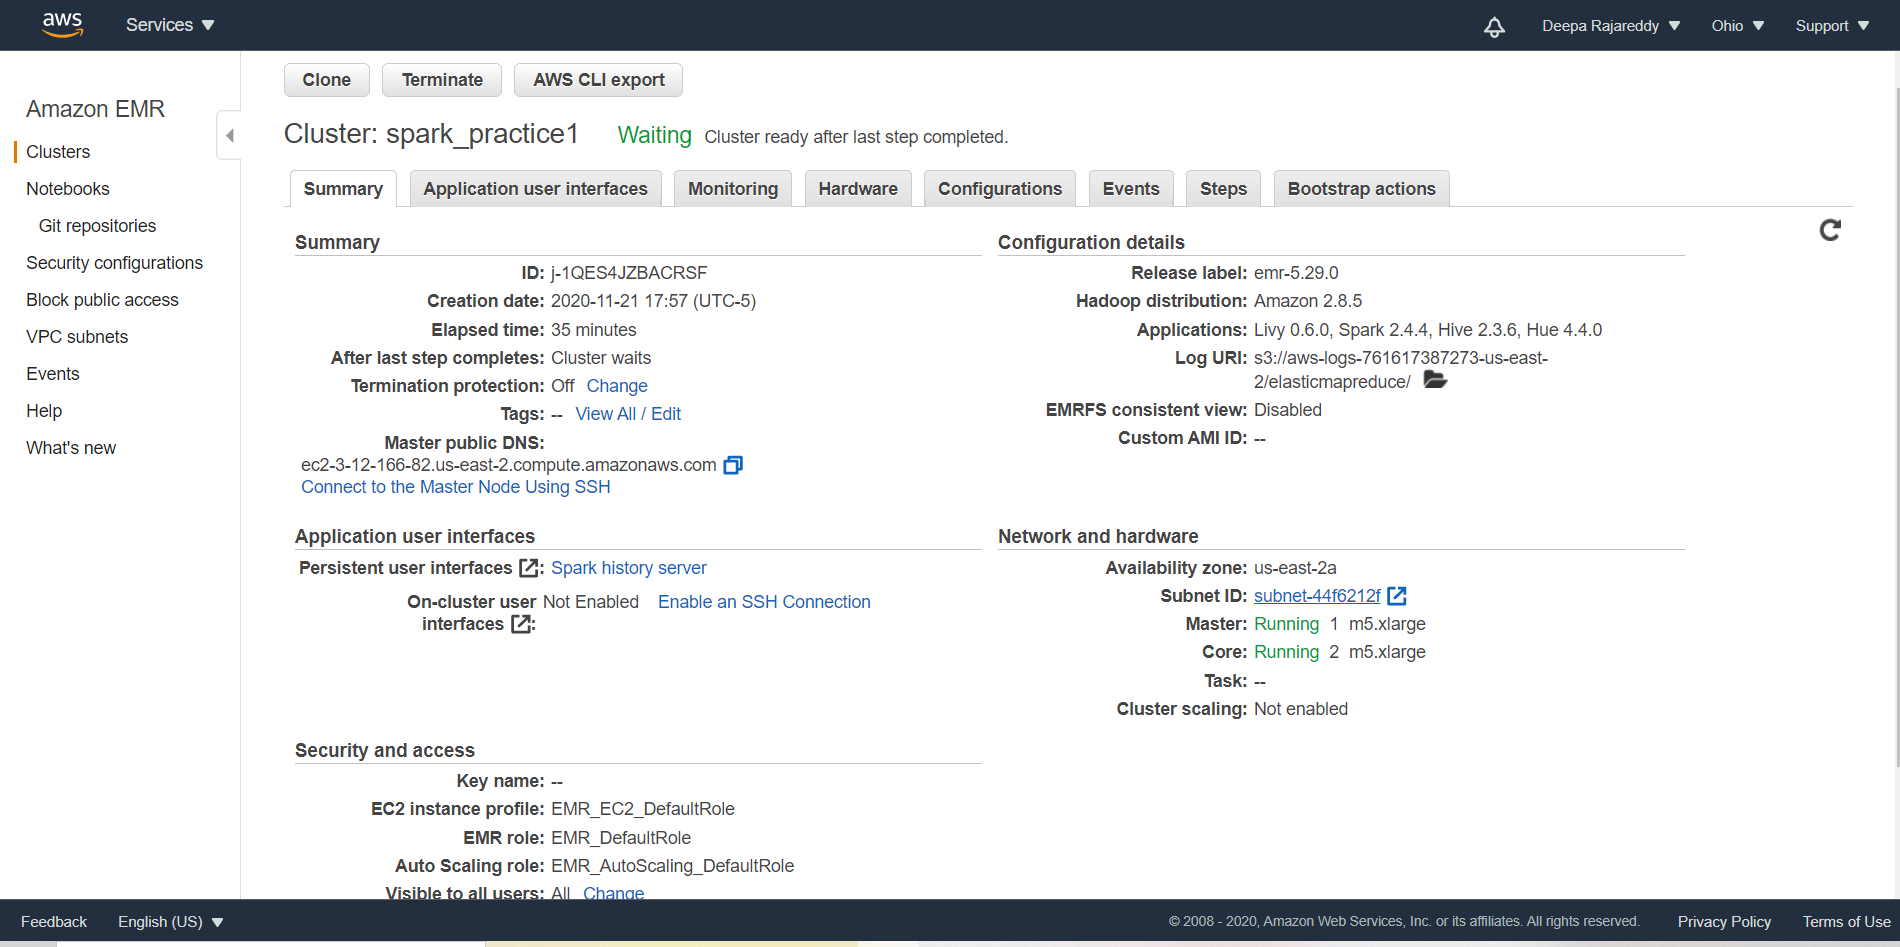 aws Services Deepa Rajareddy Ohio Support
Amazon EMR
Clusters
Notebooks
Git repositories
Security configurations
Block public access
VPC subnets
Events
Help
What's new
Clone Terminate AWS CLI export
Cluster: spark_practice1 Waiting Cluster ready after last step completed.
Summary Application user interfaces Monitoring Hardware Configurations Events Steps Bootstrap actions
Summary
ID: j-1QES4JZBACRSF
Creation date: 2020-11-21 17:57 (UTC-5)
Elapsed time: 35 minutes
After last step completes: Cluster waits
Termination protection: Off Change
Tags: -- View All / Edit
Master public DNS:
ec2-3-12-166-82.us-east-2.compute.amazonaws.com
Connect to the Master Node Using SSH
Configuration details
Release label: emr-5.29.0
Hadoop distribution: Amazon 2.8.5
Applications: Livy 0.6.0, Spark 2.4.4, Hive 2.3.6, Hue 4.4.0
Log URI: s3://aws-logs-761617387273-us-east-
2/elasticmapreduce/
EMRFS consistent view: Disabled
Custom AMI ID: --
Application user interfaces
Persistent user interfaces : Spark history server
On-cluster user Not Enabled Enable an SSH Connection
interfaces :
Network and hardware
Availability zone: us-east-2a
Subnet ID: subnet-44f6212f
Master: Running 1 m5.xlarge
Core: Running 2 m5.xlarge
Task: --
Cluster scaling: Not enabled
Security and access
Key name: --
EC2 instance profile: EMR_EC2_DefaultRole
EMR role: EMR_DefaultRole
Auto Scaling role: EMR_AutoScaling_DefaultRole
Visible to all users: All Change
Feedback English (US) © 2008 - 2020, Amazon Web Services, Inc. or its affiliates. All rights reserved. Privacy Policy Terms of Use